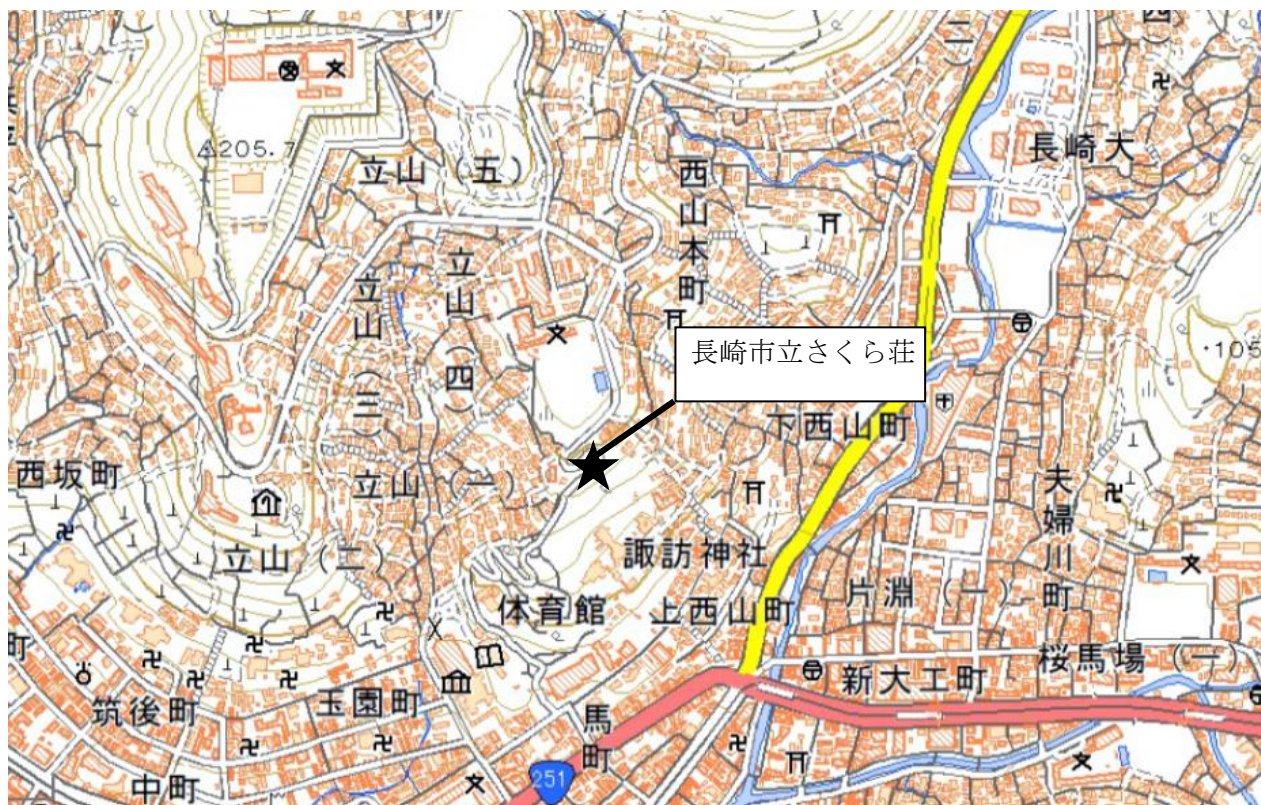 205.7
立山(五)
西山本町
長崎大
立山(四)
立山(三)
長崎市立さくら荘
105
下西山町
西坂町
立山(一)
夫婦川町
立山(二)
諏訪神社
体育館
上西山町
片淵(一)
桜馬場(一)
新大工町
玉園町
筑後町
馬町
中町
251
町